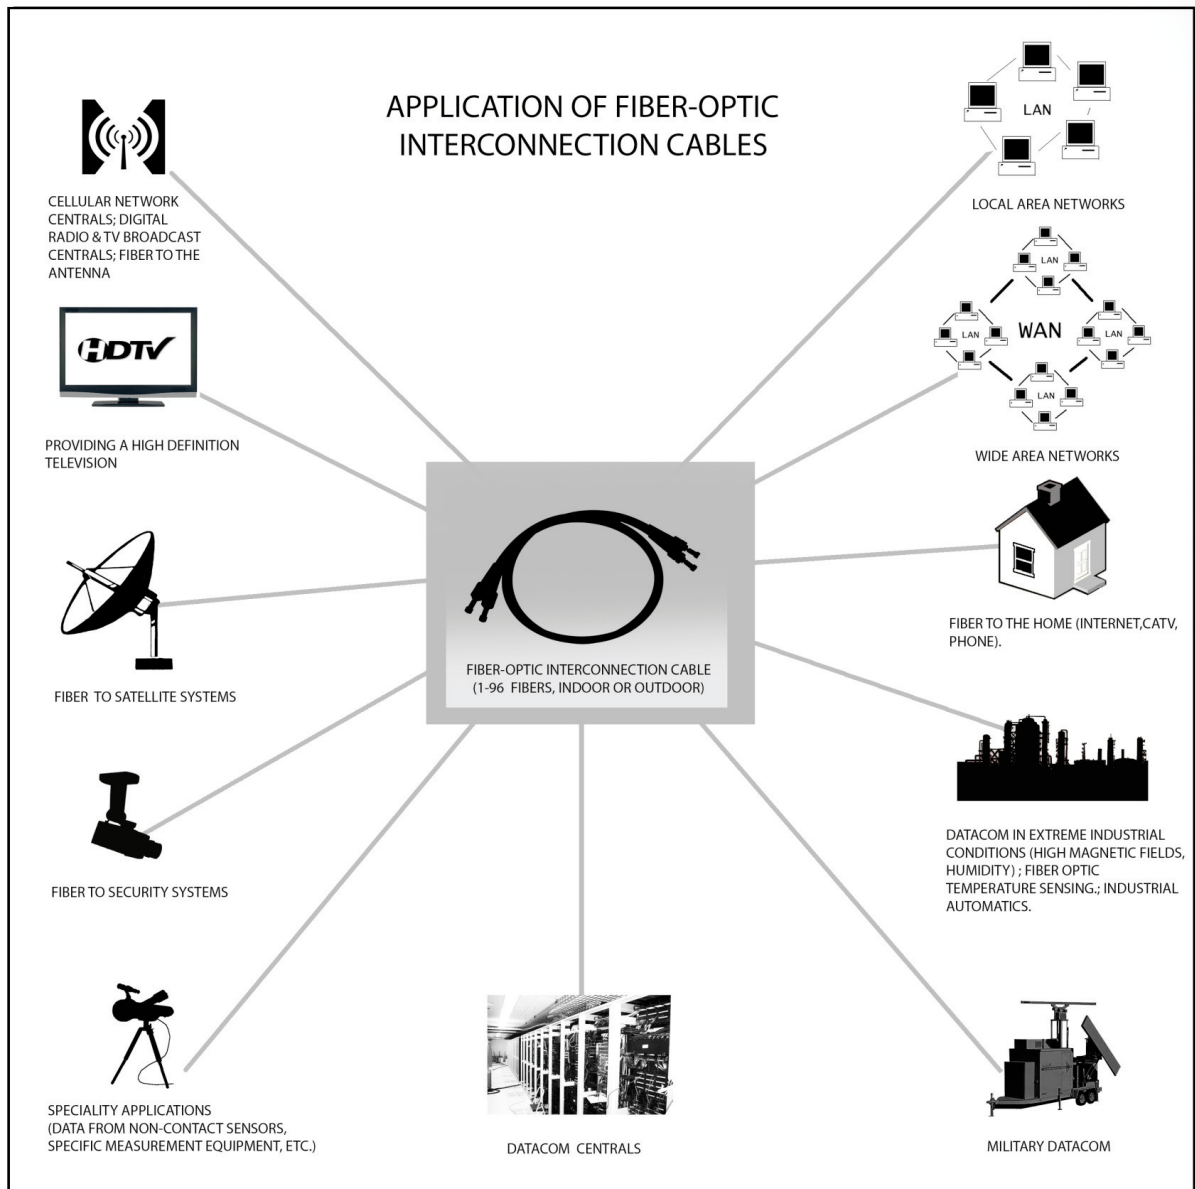 APPLICATION OF FIBER-OPTIC
INTERCONNECTION CABLES
CELLULAR NETWORK
CENTRALS; DIGITAL
RADIO & TV BROADCAST
CENTRALS; FIBER TO THE
ANTENNA
HDTV
PROVIDING A HIGH DEFINITION
TELEVISION
FIBER TO SATELLITE SYSTEMS
FIBER TO SECURITY SYSTEMS
SPECIALITY APPLICATIONS
(DATA FROM NON-CONTACT SENSORS,
SPECIFIC MEASUREMENT EQUIPMENT, ETC.)
FIBER-OPTIC INTERCONNECTION CABLE
(1-96 FIBERS, INDOOR OR OUTDOOR)
DATACOM CENTRALS
LAN
LOCAL AREA NETWORKS
LAN
LAN
WAN
LAN
LAN
WIDE AREA NETWORKS
FIBER TO THE HOME (INTERNET,CATV,
PHONE).
DATACOM IN EXTREME INDUSTRIAL
CONDITIONS (HIGH MAGNETIC FIELDS,
HUMIDITY) ; FIBER OPTIC
TEMPERATURE SENSING.; INDUSTRIAL
AUTOMATICS.
MILITARY DATACOM